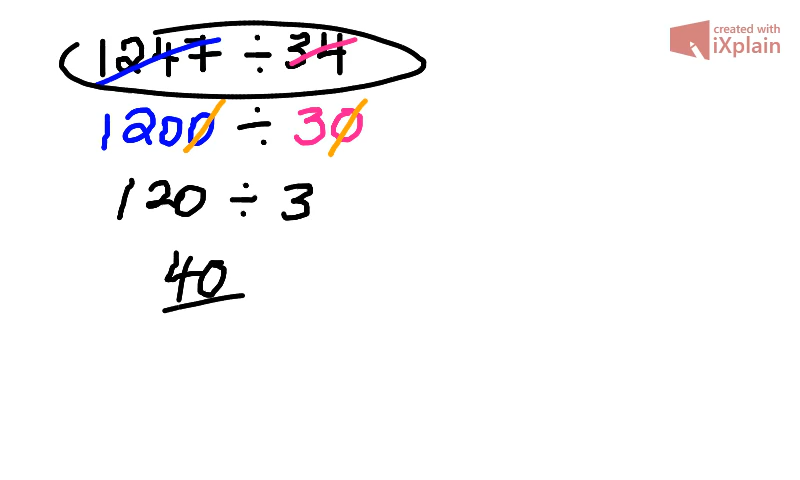 1247 ÷ 34
1200 ÷ 30
120 ÷ 3
40
created with
iXplain